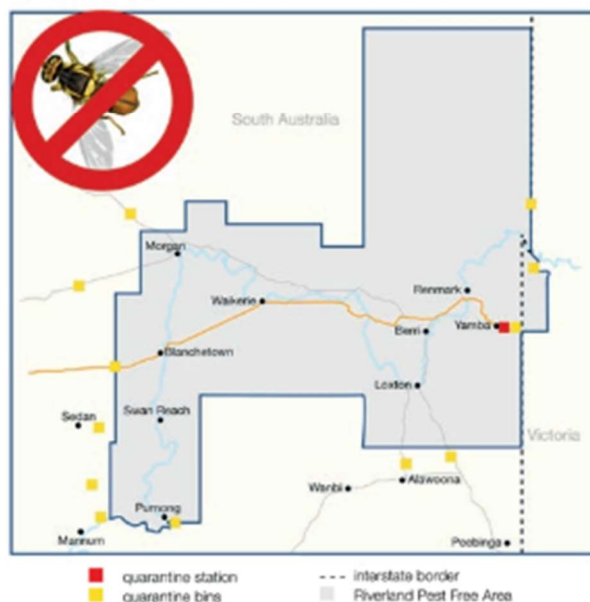 South Australia
Morgan
Waikerie
Renmark
Berri
Yamba
Blanchetown
Loxton
Sedan
Swan Reach
Victoria
Wanbi
Alawoona
Purnong
Mannum
Peebinga
quarantine station
interstate border
quarantine bins
Riverland Pest Free Area